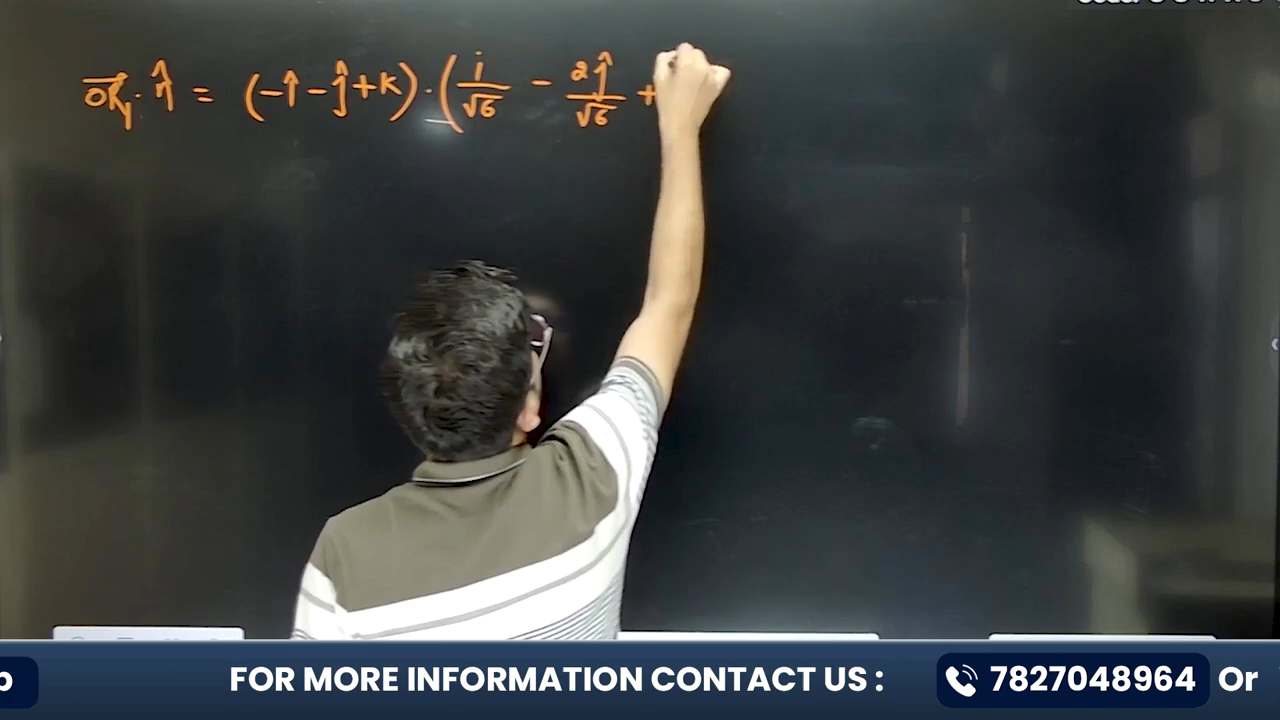 OR₁ . n̂ = (-î-ĵ+k) . (i/√6 - 2ĵ/√6 +
FOR MORE INFORMATION CONTACT US : 7827048964 Or